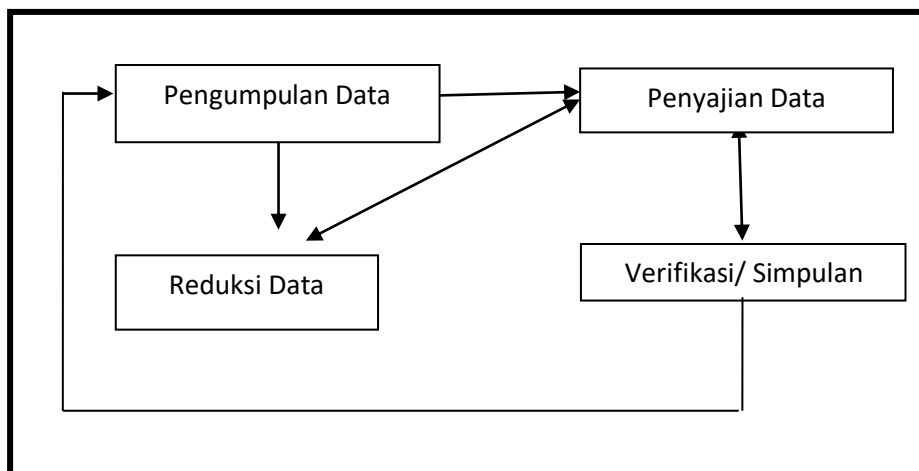 Pengumpulan Data
Penyajian Data
Reduksi Data
Verifikasi/ Simpulan